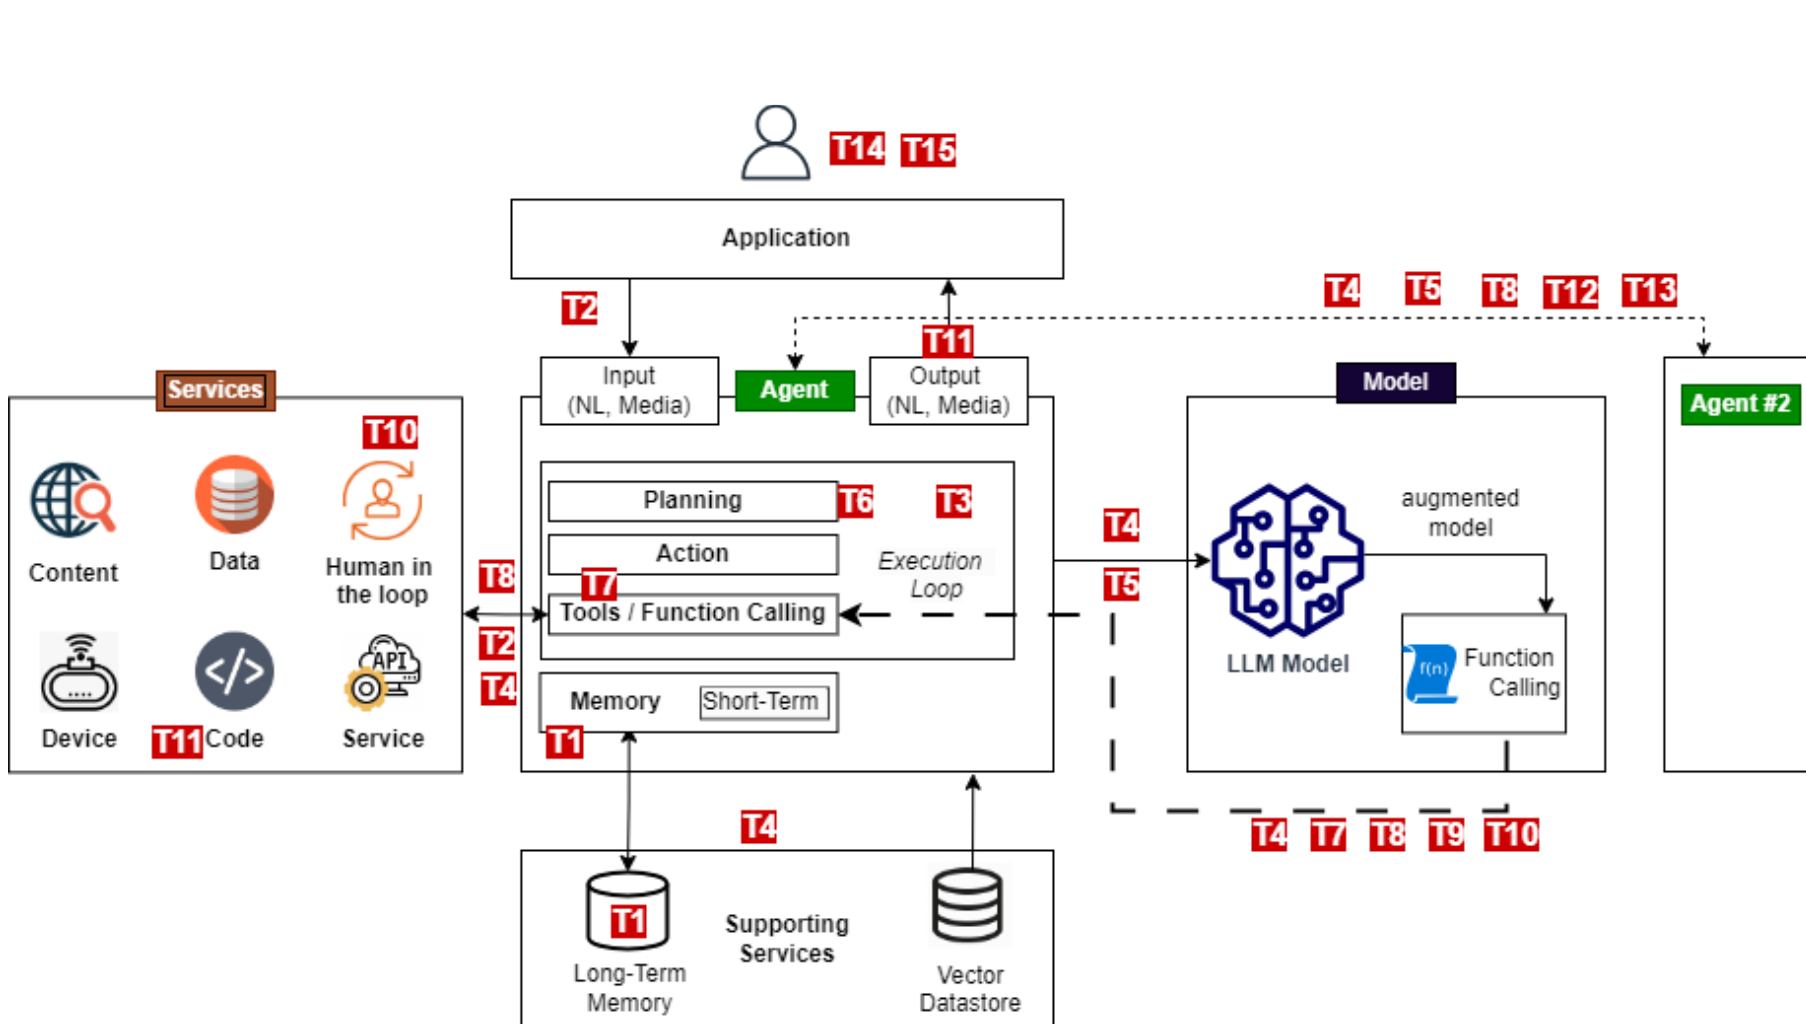 T14 T15
Application
T2
T4 T5 T8 T12 T13
T11
Input
(NL, Media)
Agent
Output
(NL, Media)
Services
Model
Agent #2
T10
Content
Data
Human in
the loop
Device
T11
Code
API
Service
T8
T2
T4
Planning
T6
T3
Action
Execution
Loop
T7
Tools / Function Calling
Memory
Short-Term
T1
T4
T5
augmented
model
LLM Model
f(n)
Function
Calling
T4 T7 T8 T9 T10
T4
T1
Long-Term
Memory
Supporting
Services
Vector
Datastore